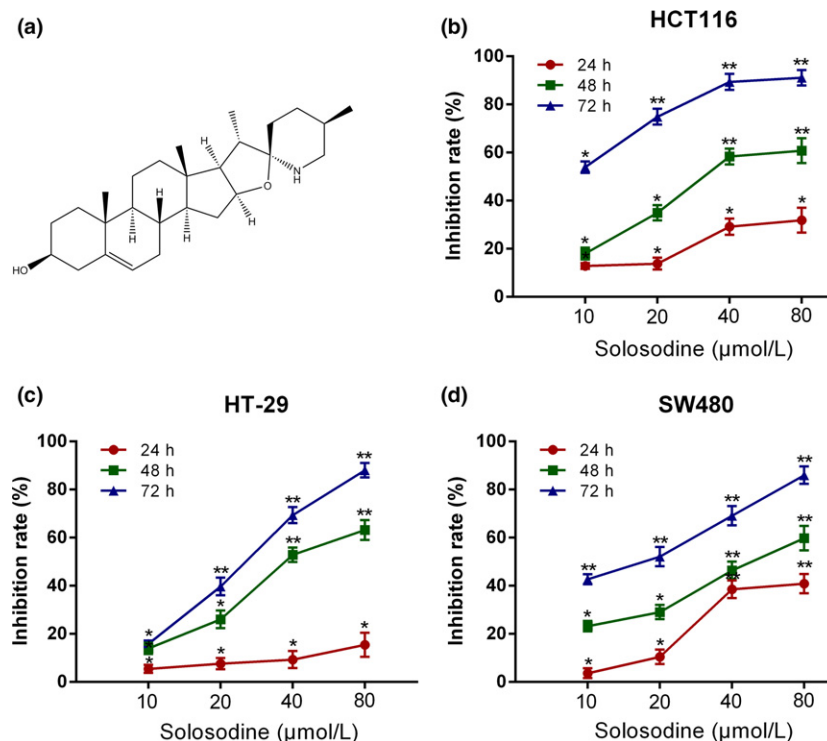 (a)
HO
H
H
H
H
H
O
N
H
(b)
HCT116
24 h
48 h
72 h
Inhibition rate (%)
100
80
60
40
20
0
* ** ** **
* * ** **
* * * *
10 20 40 80
Solosodine (µmol/L)
(c)
HT-29
24 h
48 h
72 h
Inhibition rate (%)
100
80
60
40
20
0
* ** ** **
* ** **
* * * *
10 20 40 80
Solosodine (µmol/L)
(d)
SW480
24 h
48 h
72 h
Inhibition rate (%)
100
80
60
40
20
0
** ** ** **
* * ** **
* * ** **
10 20 40 80
Solosodine (µmol/L)